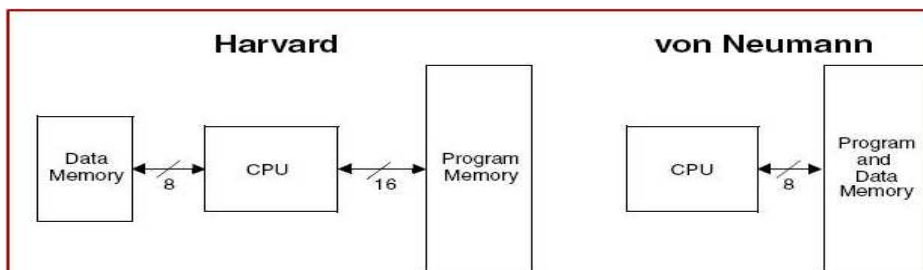 Harvard
Data
Memory
8
CPU
16
Program
Memory
von Neumann
CPU
8
Program
and
Data
Memory